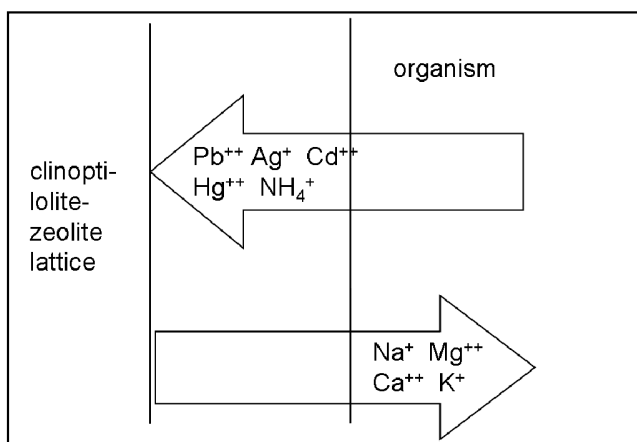 organism
Pb⁺⁺ Ag⁺ Cd⁺⁺
Hg⁺⁺ NH₄⁺
clinopti-
lolite-
zeolite
lattice
Na⁺ Mg⁺⁺
Ca⁺⁺ K⁺